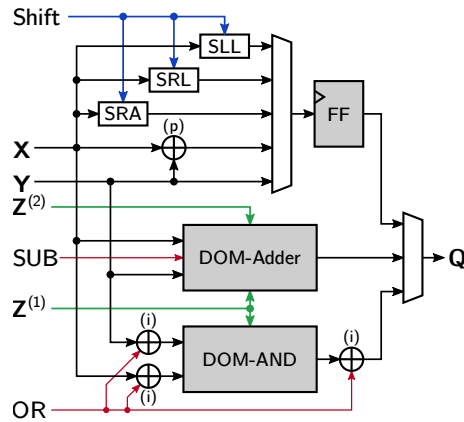 Shift
SLL
SRL
SRA
FF
(p)
X
Y
Z(2)
DOM-Adder
SUB
Q
Z(1)
(i)
(i)
DOM-AND
(i)
OR